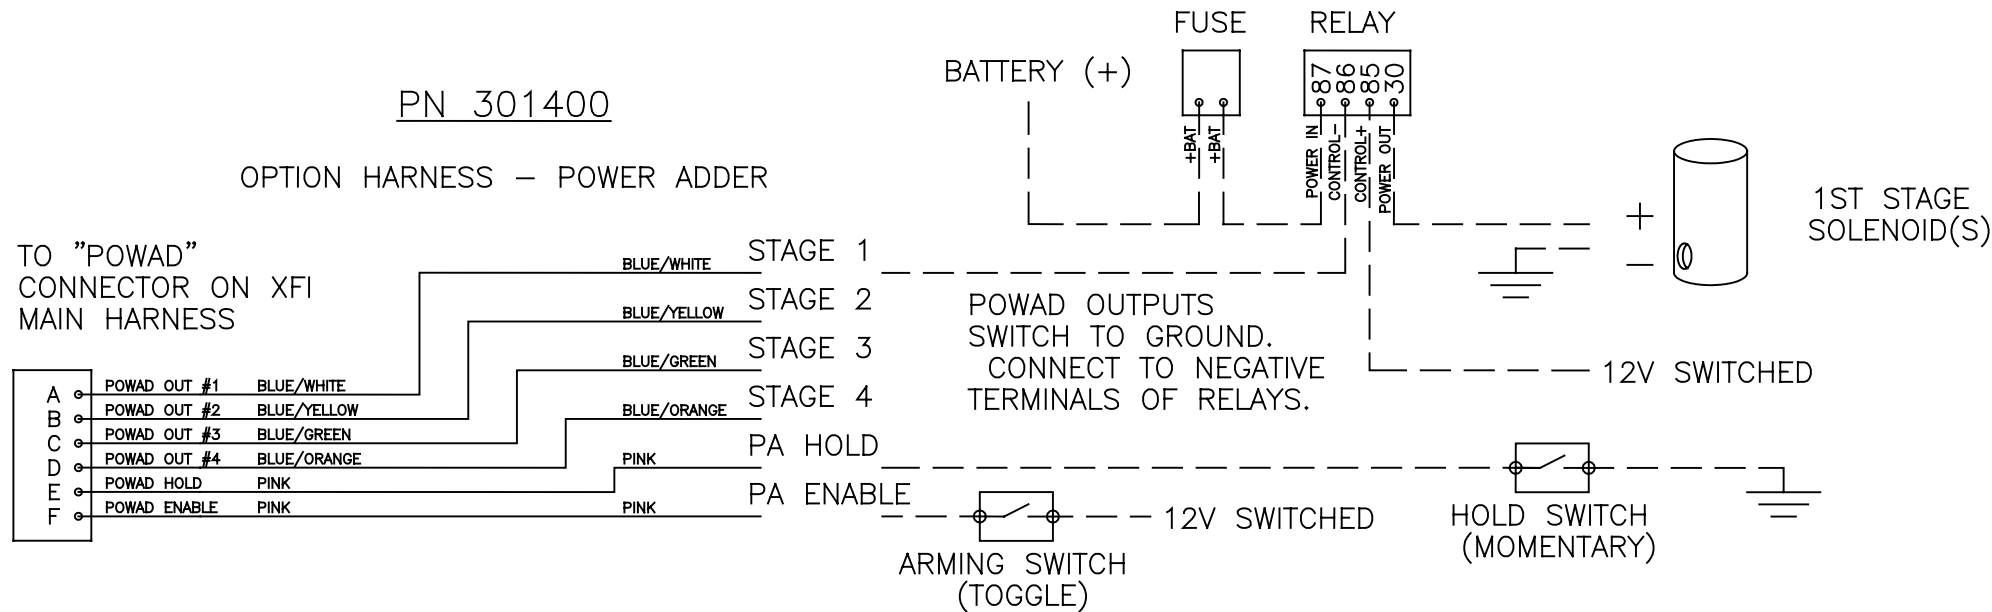 FUSE
RELAY
BATTERY (+)
87
86
85
30
+BAT
+BAT
POWER IN
CONTROL-
CONTROL+
POWER OUT
PN 301400
OPTION HARNESS - POWER ADDER
+
-
1ST STAGE
SOLENOID(S)
TO "POWAD"
CONNECTOR ON XFI
MAIN HARNESS
BLUE/WHITE STAGE 1
BLUE/YELLOW STAGE 2
BLUE/GREEN STAGE 3
BLUE/ORANGE STAGE 4
PINK PA HOLD
PINK PA ENABLE
POWAD OUTPUTS
SWITCH TO GROUND.
CONNECT TO NEGATIVE
TERMINALS OF RELAYS.
12V SWITCHED
A POWAD OUT #1 BLUE/WHITE
B POWAD OUT #2 BLUE/YELLOW
C POWAD OUT #3 BLUE/GREEN
D POWAD OUT #4 BLUE/ORANGE
E POWAD HOLD PINK
F POWAD ENABLE PINK
12V SWITCHED
ARMING SWITCH
(TOGGLE)
HOLD SWITCH
(MOMENTARY)